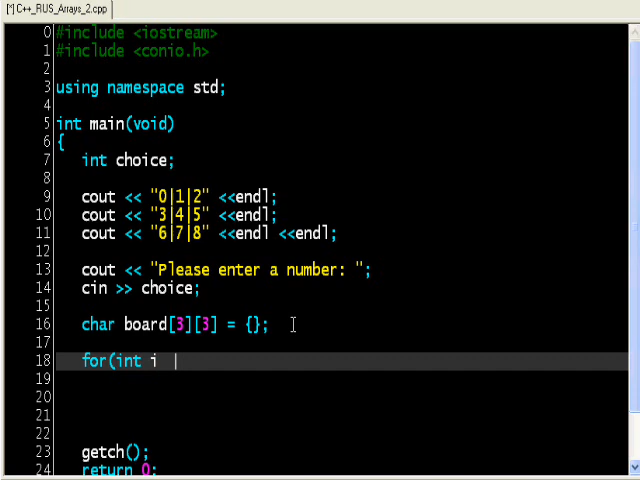 [*] C++_RUS_Arrays_2.cpp
0 #include <iostream>
1 #include <conio.h>
2
3 using namespace std;
4
5 int main(void)
6 {
7 int choice;
8
9 cout << "0|1|2" <<endl;
10 cout << "3|4|5" <<endl;
11 cout << "6|7|8" <<endl <<endl;
12
13 cout << "Please enter a number: ";
14 cin >> choice;
15
16 char board[3][3] = {};
17
18 for(int i
19
20
21
22
23 getch();
24 return 0;